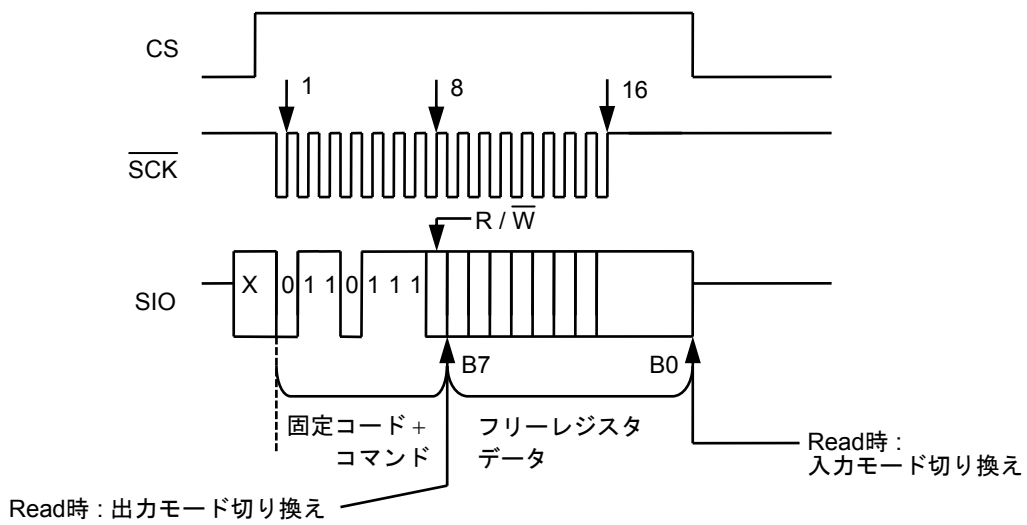 CS
1
8
16
SCK
R / W
SIO
X
0
1
1
0
1
1
1
B7
B0
固定コード +
コマンド
フリーレジスタ
データ
Read時 :
入力モード切り換え
Read時 : 出力モード切り換え